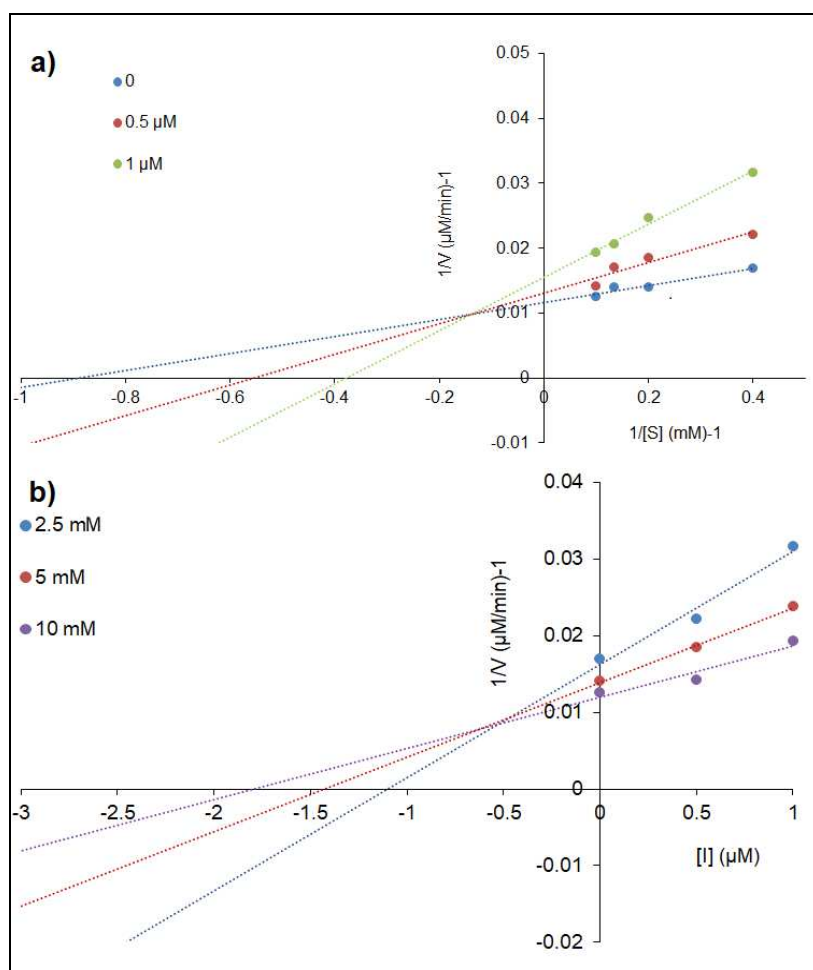 a)
0
0.5 µM
1 µM
1/V (µM/min)-1
0.05
0.04
0.03
0.02
0.01
0
-0.01
-1
-0.8
-0.6
-0.4
-0.2
0
0.2
0.4
1/[S] (mM)-1
b)
2.5 mM
5 mM
10 mM
1/V (µM/min)-1
0.04
0.03
0.02
0.01
0
-0.01
-0.02
-3
-2.5
-2
-1.5
-1
-0.5
0
0.5
1
[I] (µM)